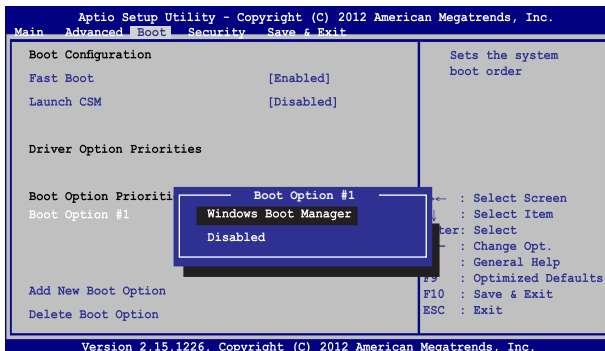 Aptio Setup Utility - Copyright (C) 2012 American Megatrends, Inc.
Main Advanced Boot Security Save & Exit
Boot Configuration
Fast Boot [Enabled]
Launch CSM [Disabled]
Driver Option Priorities
Boot Option Prioriti
Boot Option #1
Boot Option #1
Windows Boot Manager
Disabled
Add New Boot Option
Delete Boot Option
Sets the system
boot order
→← : Select Screen
: Select Item
ter: Select
— : Change Opt.
: General Help
F9 : Optimized Defaults
F10 : Save & Exit
ESC : Exit
Version 2.15.1226. Copyright (C) 2012 American Megatrends, Inc.